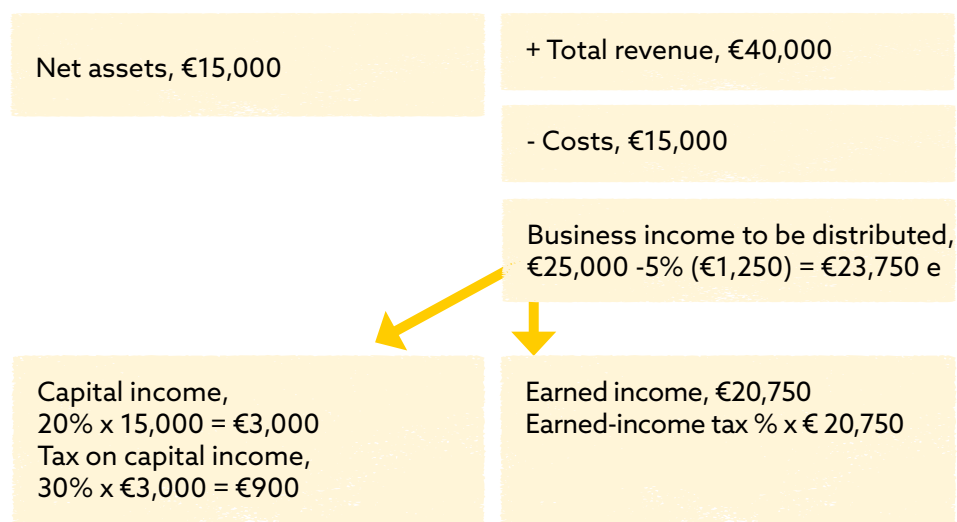 Net assets, €15,000
+ Total revenue, €40,000
- Costs, €15,000
Business income to be distributed,
€25,000 -5% (€1,250) = €23,750 e
Capital income,
20% x 15,000 = €3,000
Tax on capital income,
30% x €3,000 = €900
Earned income, €20,750
Earned-income tax % x € 20,750